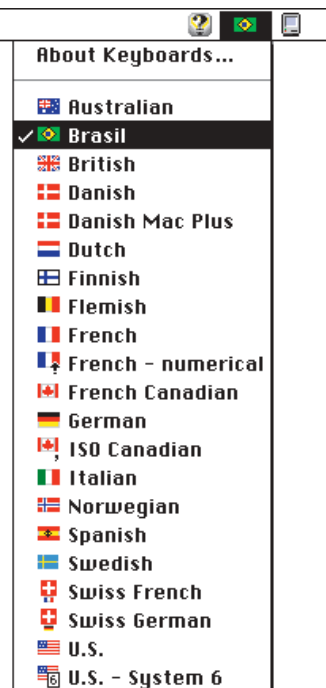 About Keyboards...
Australian
Brasil
British
Danish
Danish Mac Plus
Dutch
Finnish
Flemish
French
French - numerical
French Canadian
German
ISO Canadian
Italian
Norwegian
Spanish
Swedish
Swiss French
Swiss German
U.S.
6 U.S. - System 6